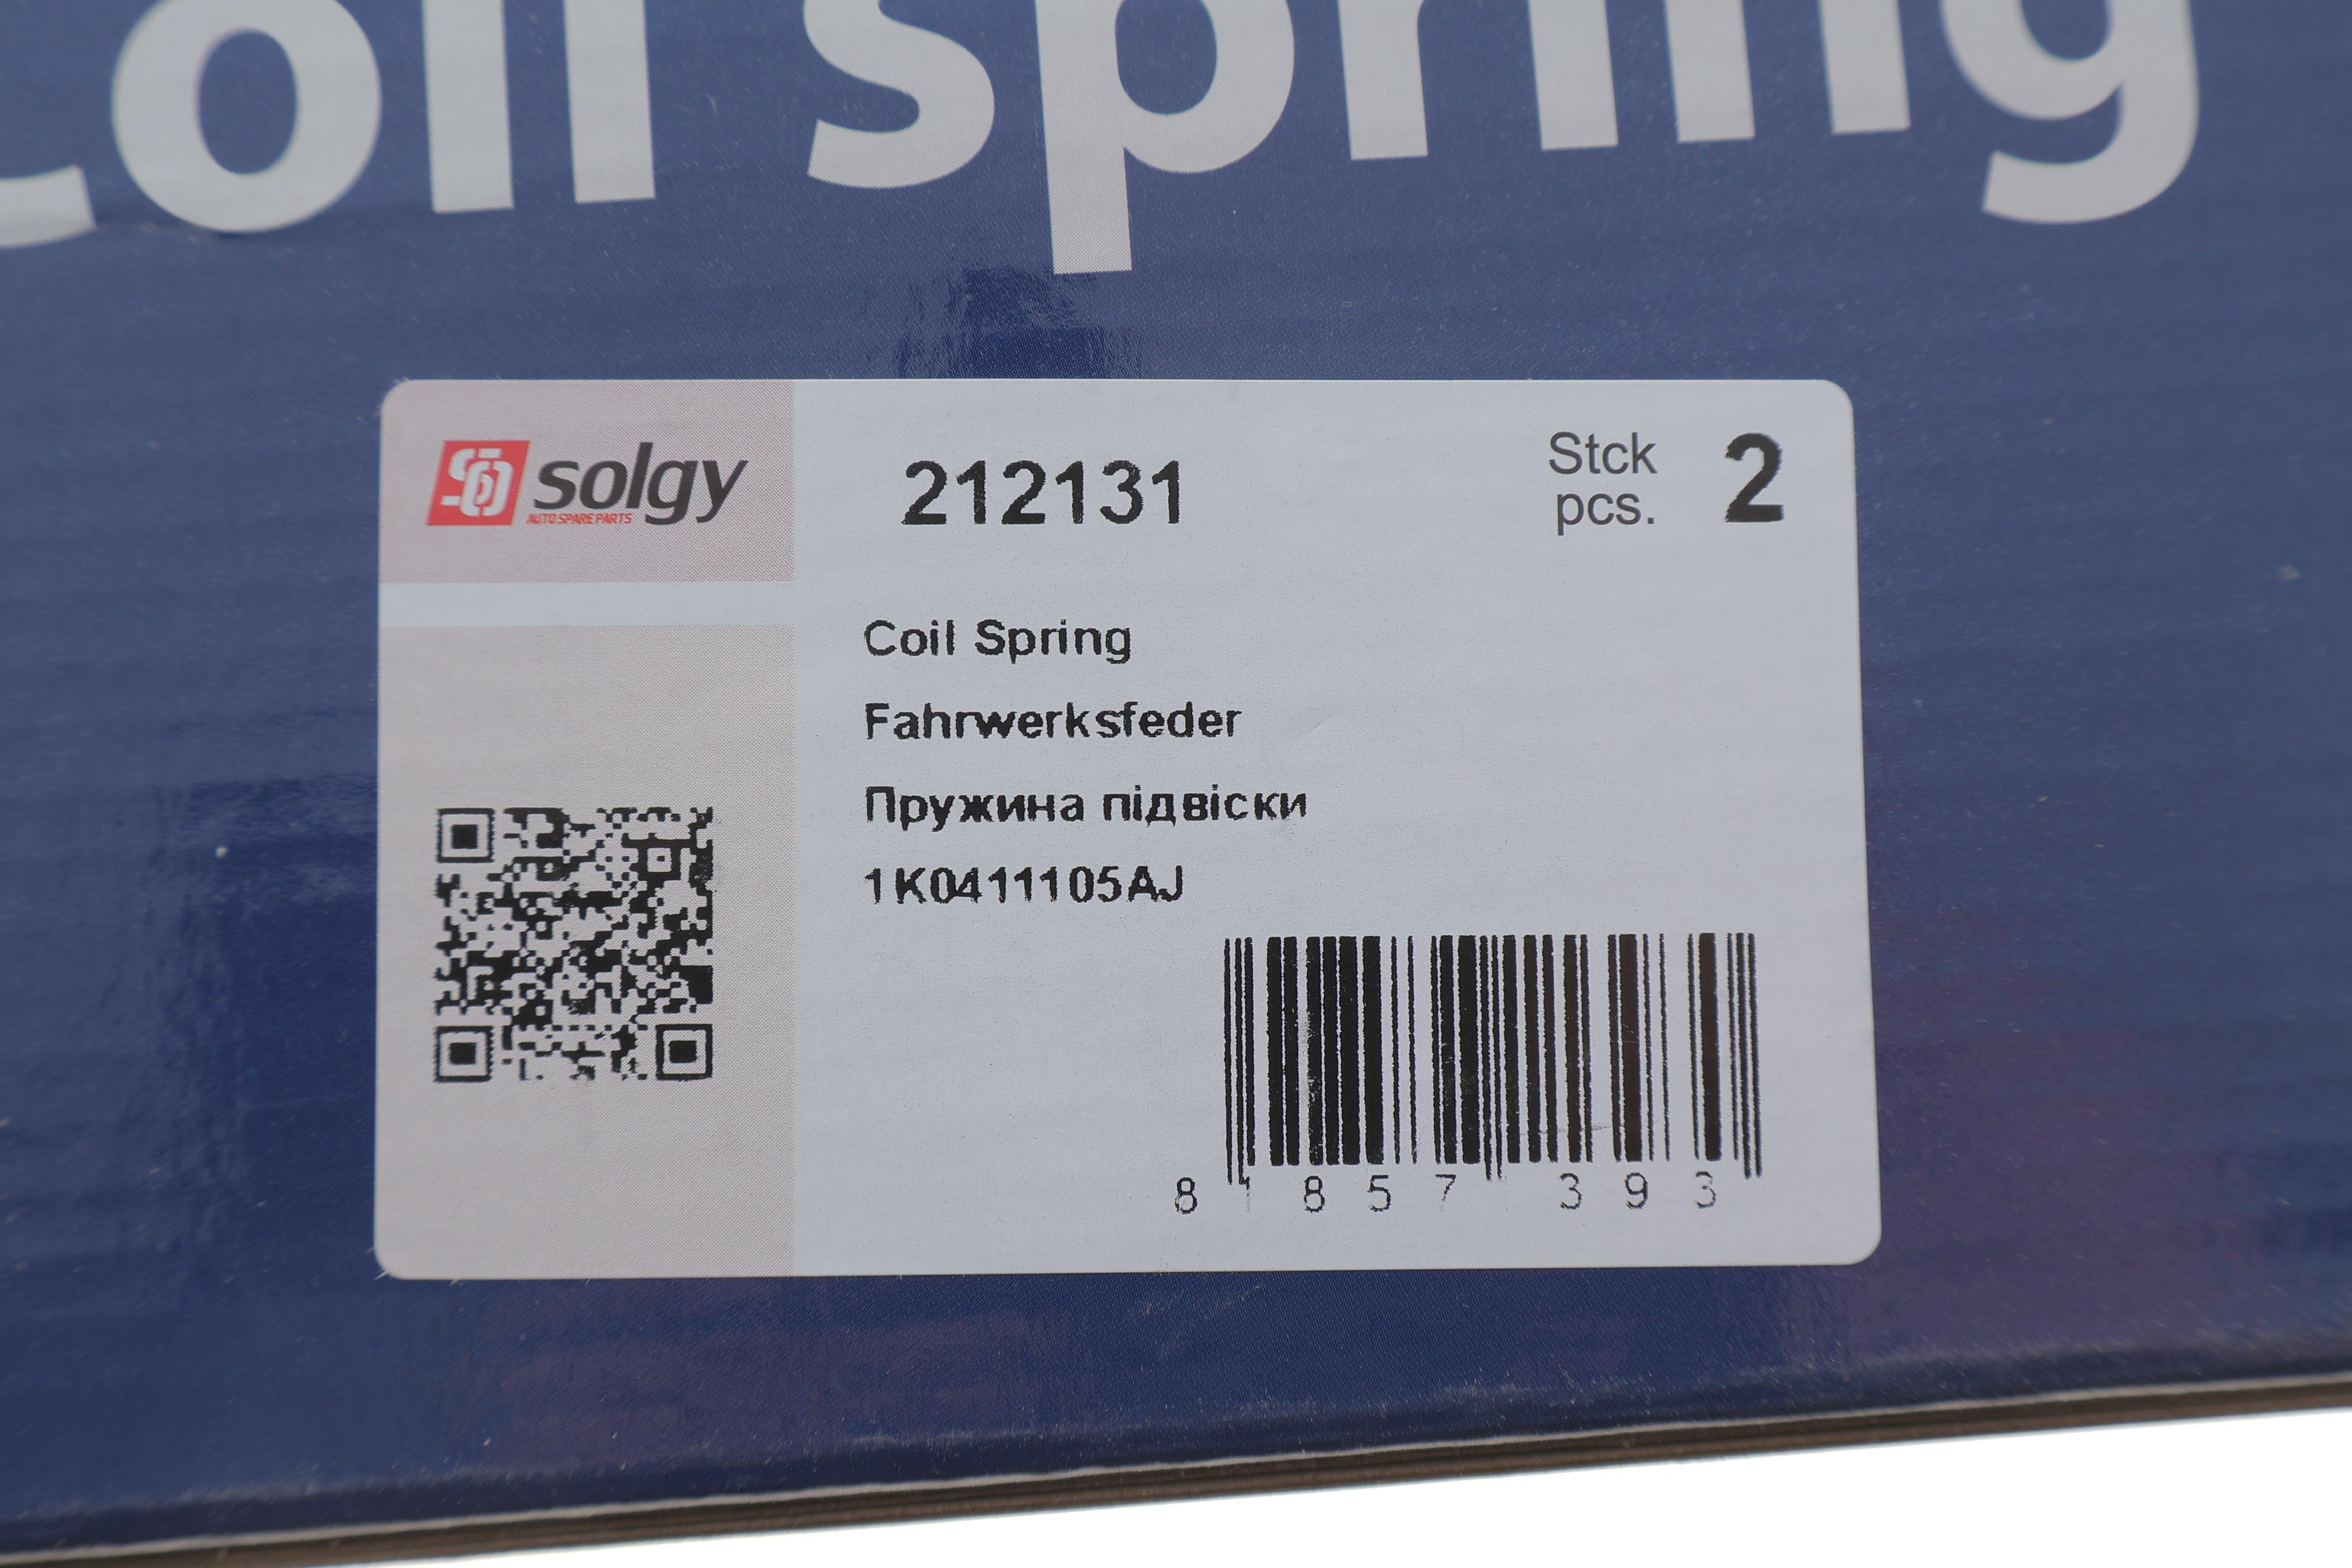 Coil Spring
solgy
AUTO SPARE PARTS
212131
Stck
pcs.
2
Coil Spring
Fahrwerksfeder
Пружина підвіски
1K0411105AJ
8 1 8 5 7 3 9 3